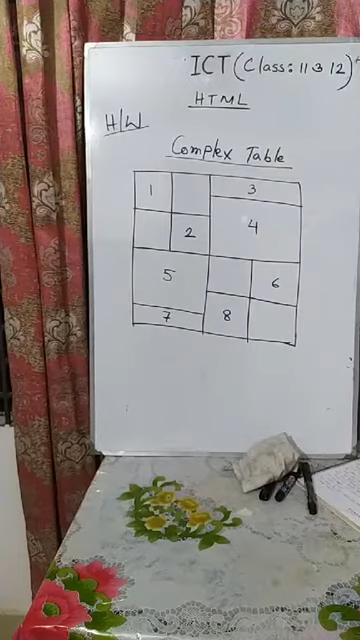 ICT (Class: 11 & 12)
HTML
H/W
Complex Table
1 3
2 4
5 6
7 8